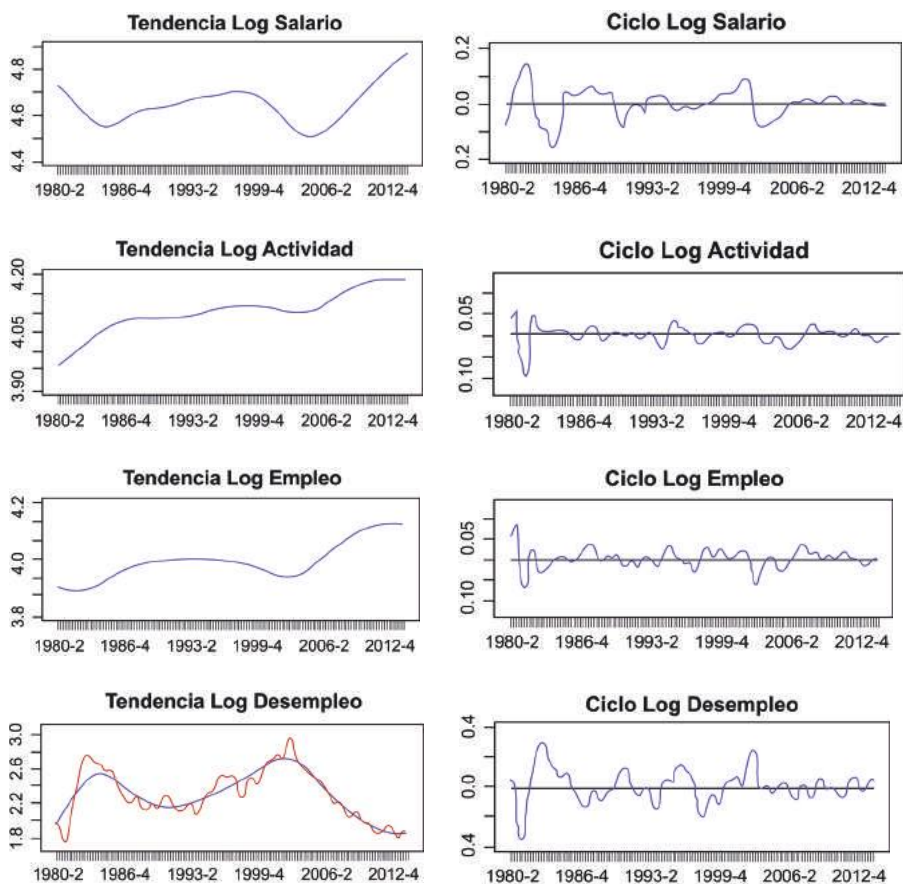 Tendencia Log Salario
4.8
4.6
4.4
1980-2 1986-4 1993-2 1999-4 2006-2 2012-4
Ciclo Log Salario
0.2
0.0
0.2
1980-2 1986-4 1993-2 1999-4 2006-2 2012-4
Tendencia Log Actividad
4.20
4.05
3.90
1980-2 1986-4 1993-2 1999-4 2006-2 2012-4
Ciclo Log Actividad
0.05
0.10
1980-2 1986-4 1993-2 1999-4 2006-2 2012-4
Tendencia Log Empleo
4.2
4.0
3.8
1980-2 1986-4 1993-2 1999-4 2006-2 2012-4
Ciclo Log Empleo
0.05
0.10
1980-2 1986-4 1993-2 1999-4 2006-2 2012-4
Tendencia Log Desempleo
3.0
2.6
2.2
1.8
1980-2 1986-4 1993-2 1999-4 2006-2 2012-4
Ciclo Log Desempleo
0.4
0.0
0.4
1980-2 1986-4 1993-2 1999-4 2006-2 2012-4